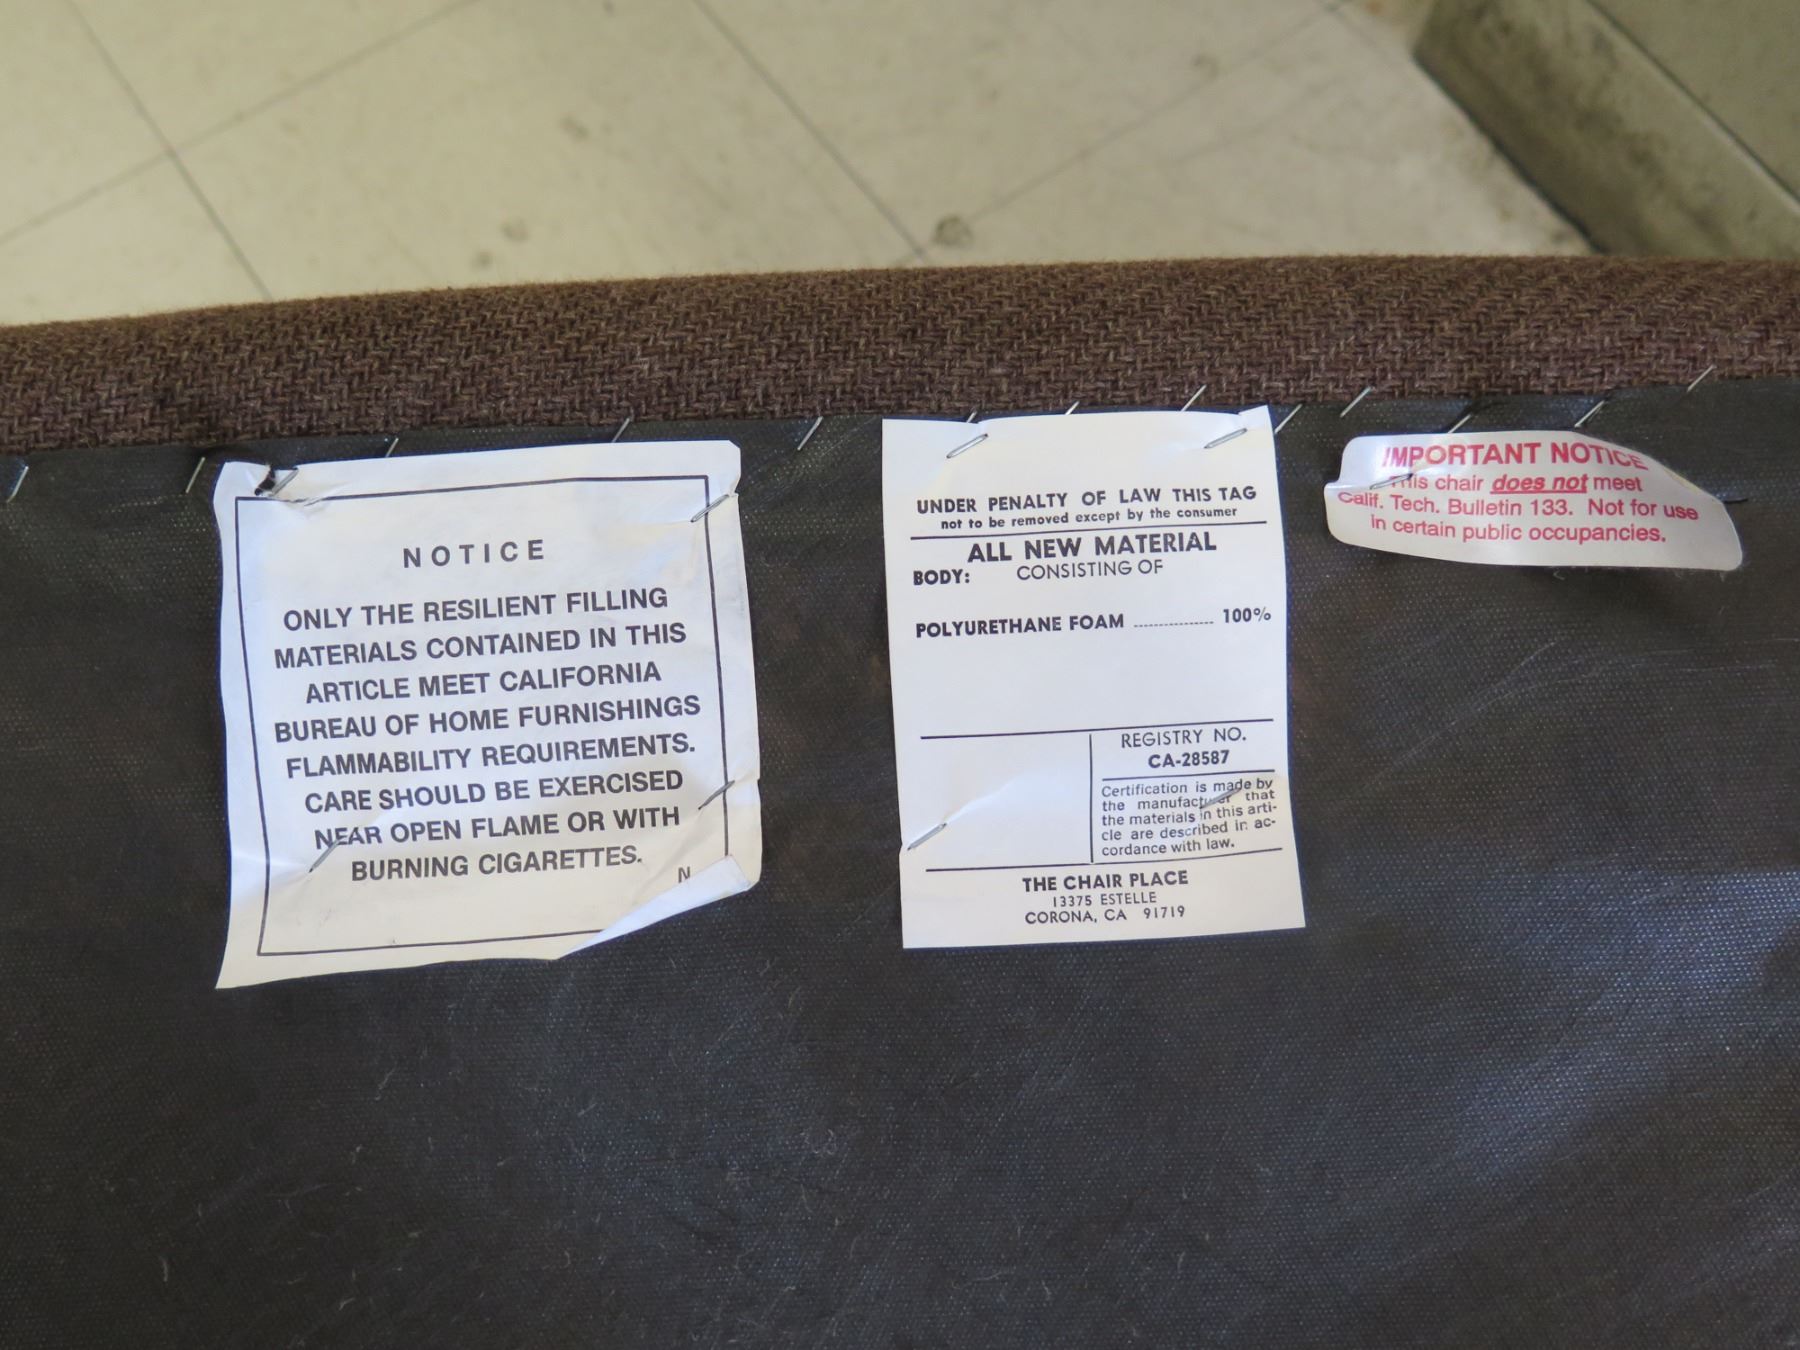 NOTICE
ONLY THE RESILIENT FILLING
MATERIALS CONTAINED IN THIS
ARTICLE MEET CALIFORNIA
BUREAU OF HOME FURNISHINGS
FLAMMABILITY REQUIREMENTS.
CARE SHOULD BE EXERCISED
NEAR OPEN FLAME OR WITH
BURNING CIGARETTES.
N
UNDER PENALTY OF LAW THIS TAG
not to be removed except by the consumer
ALL NEW MATERIAL
BODY: CONSISTING OF
POLYURETHANE FOAM ................ 100%
REGISTRY NO.
CA-28587
Certification is made by
the manufacturer that
the materials in this arti-
cle are described in ac-
cordance with law.
THE CHAIR PLACE
13375 ESTELLE
CORONA, CA 91719
IMPORTANT NOTICE
This chair does not meet
Calif. Tech. Bulletin 133. Not for use
in certain public occupancies.